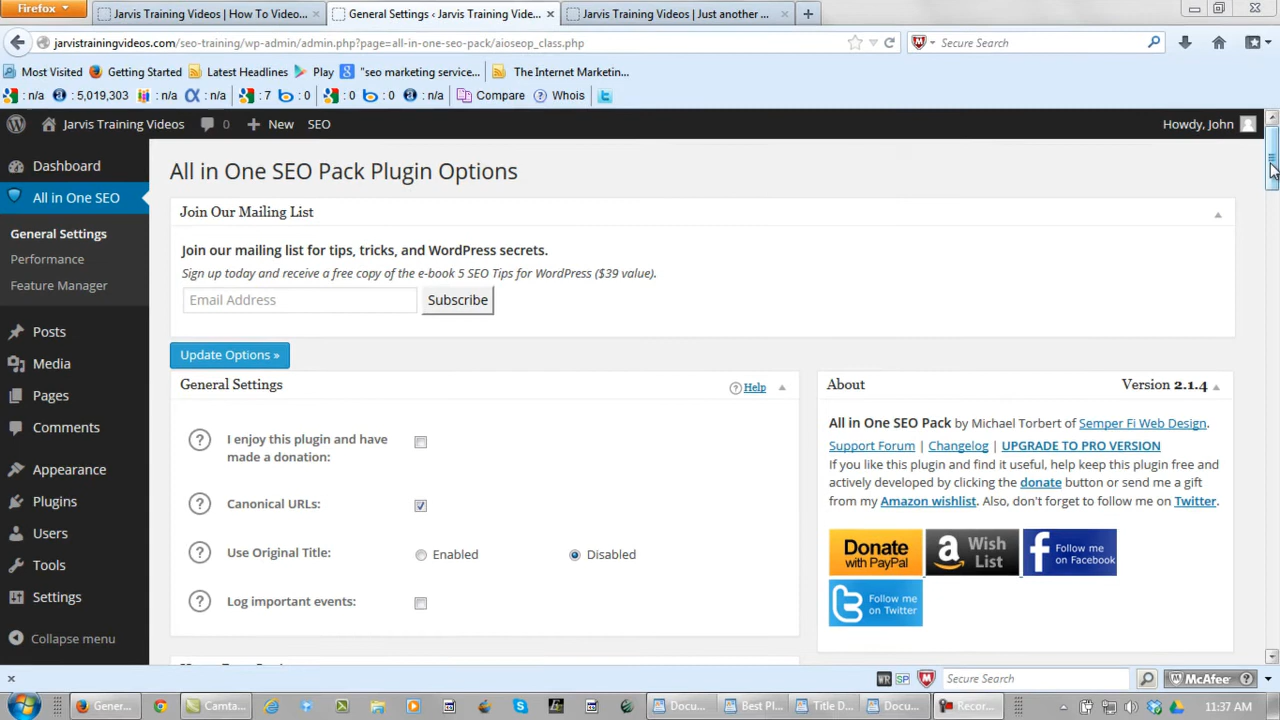 Firefox
Jarvis Training Videos | How To Video...
General Settings ‹ Jarvis Training Vide...
Jarvis Training Videos | Just another ...
jarvistrainingvideos.com/seo-training/wp-admin/admin.php?page=all-in-one-seo-pack/aioseop_class.php
Secure Search
Most Visited
Getting Started
Latest Headlines
Play
"seo marketing service...
The Internet Marketin...
: n/a
: 5,019,303
: n/a
: n/a
: 7
: 0
: 0
: 0
: n/a
Compare
Whois
Jarvis Training Videos
0
New
SEO
Howdy, John
Dashboard
All in One SEO
General Settings
Performance
Feature Manager
Posts
Media
Pages
Comments
Appearance
Plugins
Users
Tools
Settings
Collapse menu
All in One SEO Pack Plugin Options
Join Our Mailing List
Join our mailing list for tips, tricks, and WordPress secrets.
Sign up today and receive a free copy of the e-book 5 SEO Tips for WordPress ($39 value).
Email Address
Subscribe
Update Options »
General Settings
? Help
? I enjoy this plugin and have
made a donation:
? Canonical URLs:
? Use Original Title:
Enabled
Disabled
? Log important events:
About
Version 2.1.4
All in One SEO Pack by Michael Torbert of Semper Fi Web Design.
Support Forum | Changelog | UPGRADE TO PRO VERSION
If you like this plugin and find it useful, help keep this plugin free and
actively developed by clicking the donate button or send me a gift
from my Amazon wishlist. Also, don't forget to follow me on Twitter.
Donate
with PayPal
a Wish
List
f Follow me
on Facebook
Follow me
on Twitter
WR
SP
Secure Search
McAfee
Gener...
Camta...
Docu...
Best Pl...
Title D...
Docu...
Recor...
11:37 AM